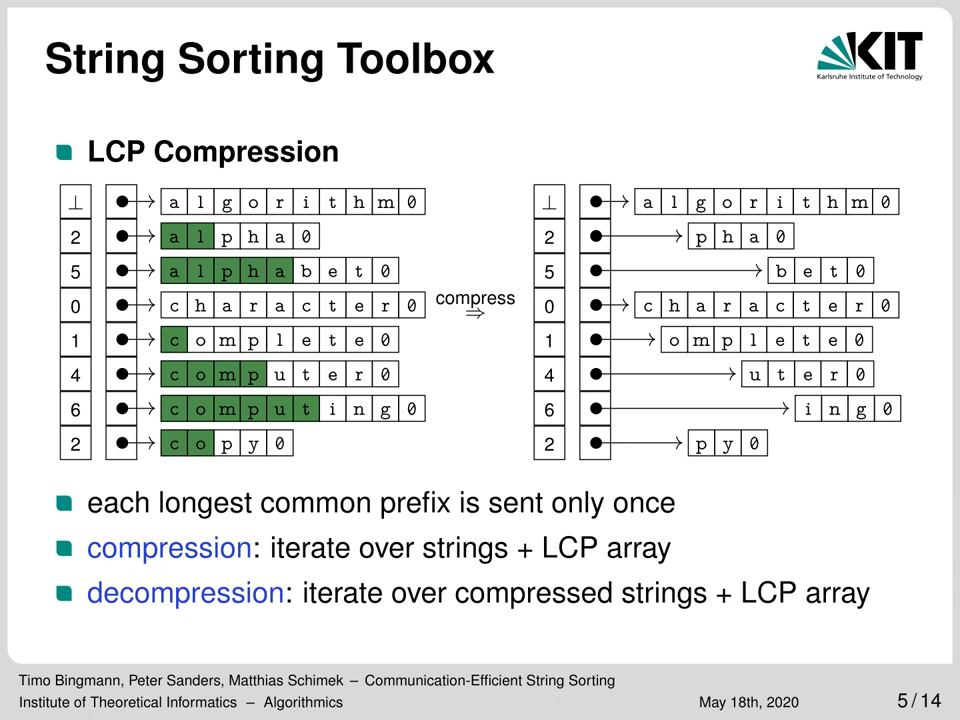 String Sorting Toolbox
KIT
Karlsruhe Institute of Technology
LCP Compression
⊥ a l g o r i t h m 0 ⊥ a l g o r i t h m 0
2 a l p h a 0 2 p h a 0
5 a l p h a b e t 0 5 b e t 0
0 c h a r a c t e r 0 compress 0 c h a r a c t e r 0
⇒
1 c o m p l e t e 0 1 o m p l e t e 0
4 c o m p u t e r 0 4 u t e r 0
6 c o m p u t i n g 0 6 i n g 0
2 c o p y 0 2 p y 0
each longest common prefix is sent only once
compression: iterate over strings + LCP array
decompression: iterate over compressed strings + LCP array
Timo Bingmann, Peter Sanders, Matthias Schimek – Communication-Efficient String Sorting
Institute of Theoretical Informatics – Algorithmics May 18th, 2020 5 / 14